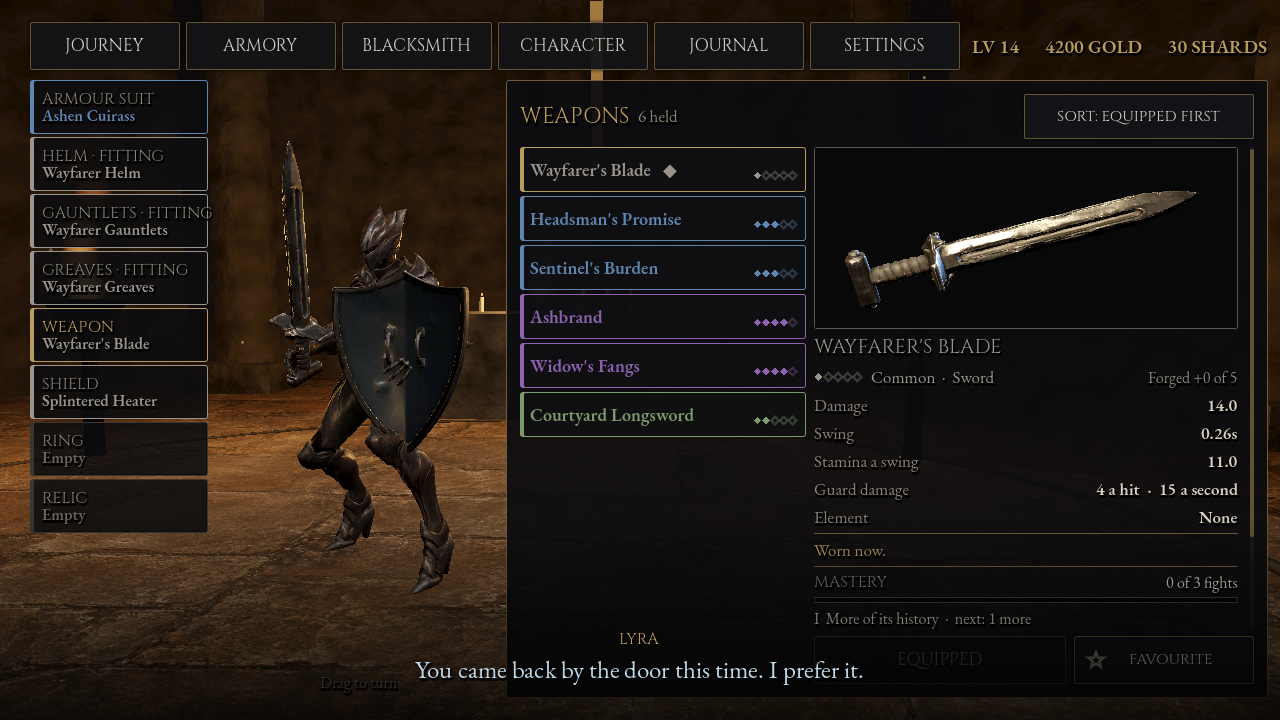 JOURNEY
ARMORY
BLACKSMITH
CHARACTER
JOURNAL
SETTINGS
LV 14
4200 GOLD
30 SHARDS
ARMOUR SUIT
Ashen Cuirass
HELM · FITTING
Wayfarer Helm
GAUNTLETS · FITTING
Wayfarer Gauntlets
GREAVES · FITTING
Wayfarer Greaves
WEAPON
Wayfarer's Blade
SHIELD
Splintered Heater
RING
Empty
RELIC
Empty
Drag to turn
WEAPONS 6 held
SORT: EQUIPPED FIRST
Wayfarer's Blade
Headsman's Promise
Sentinel's Burden
Ashbrand
Widow's Fangs
Courtyard Longsword
WAYFARER'S BLADE
Common · Sword Forged +0 of 5
Damage 14.0
Swing 0.26s
Stamina a swing 11.0
Guard damage 4 a hit · 15 a second
Element None
Worn now.
MASTERY 0 of 3 fights
I More of its history · next: 1 more
EQUIPPED
FAVOURITE
LYRA
You came back by the door this time. I prefer it.